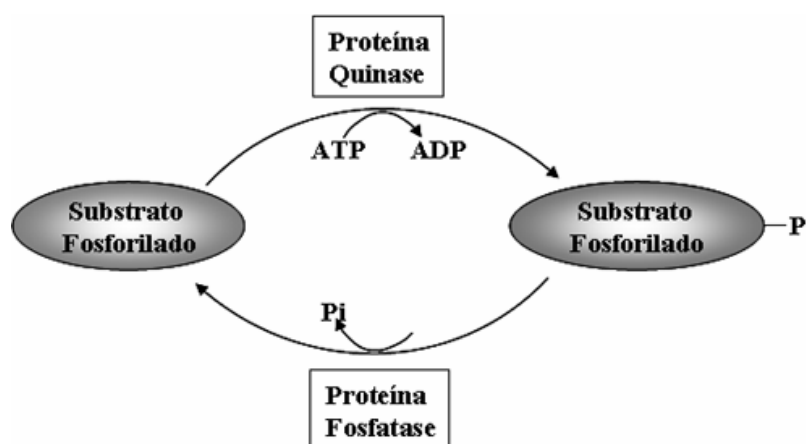 Proteína
Quinase
ATP ADP
Substrato
Fosforilado
Substrato
Fosforilado
P
Pi
Proteína
Fosfatase